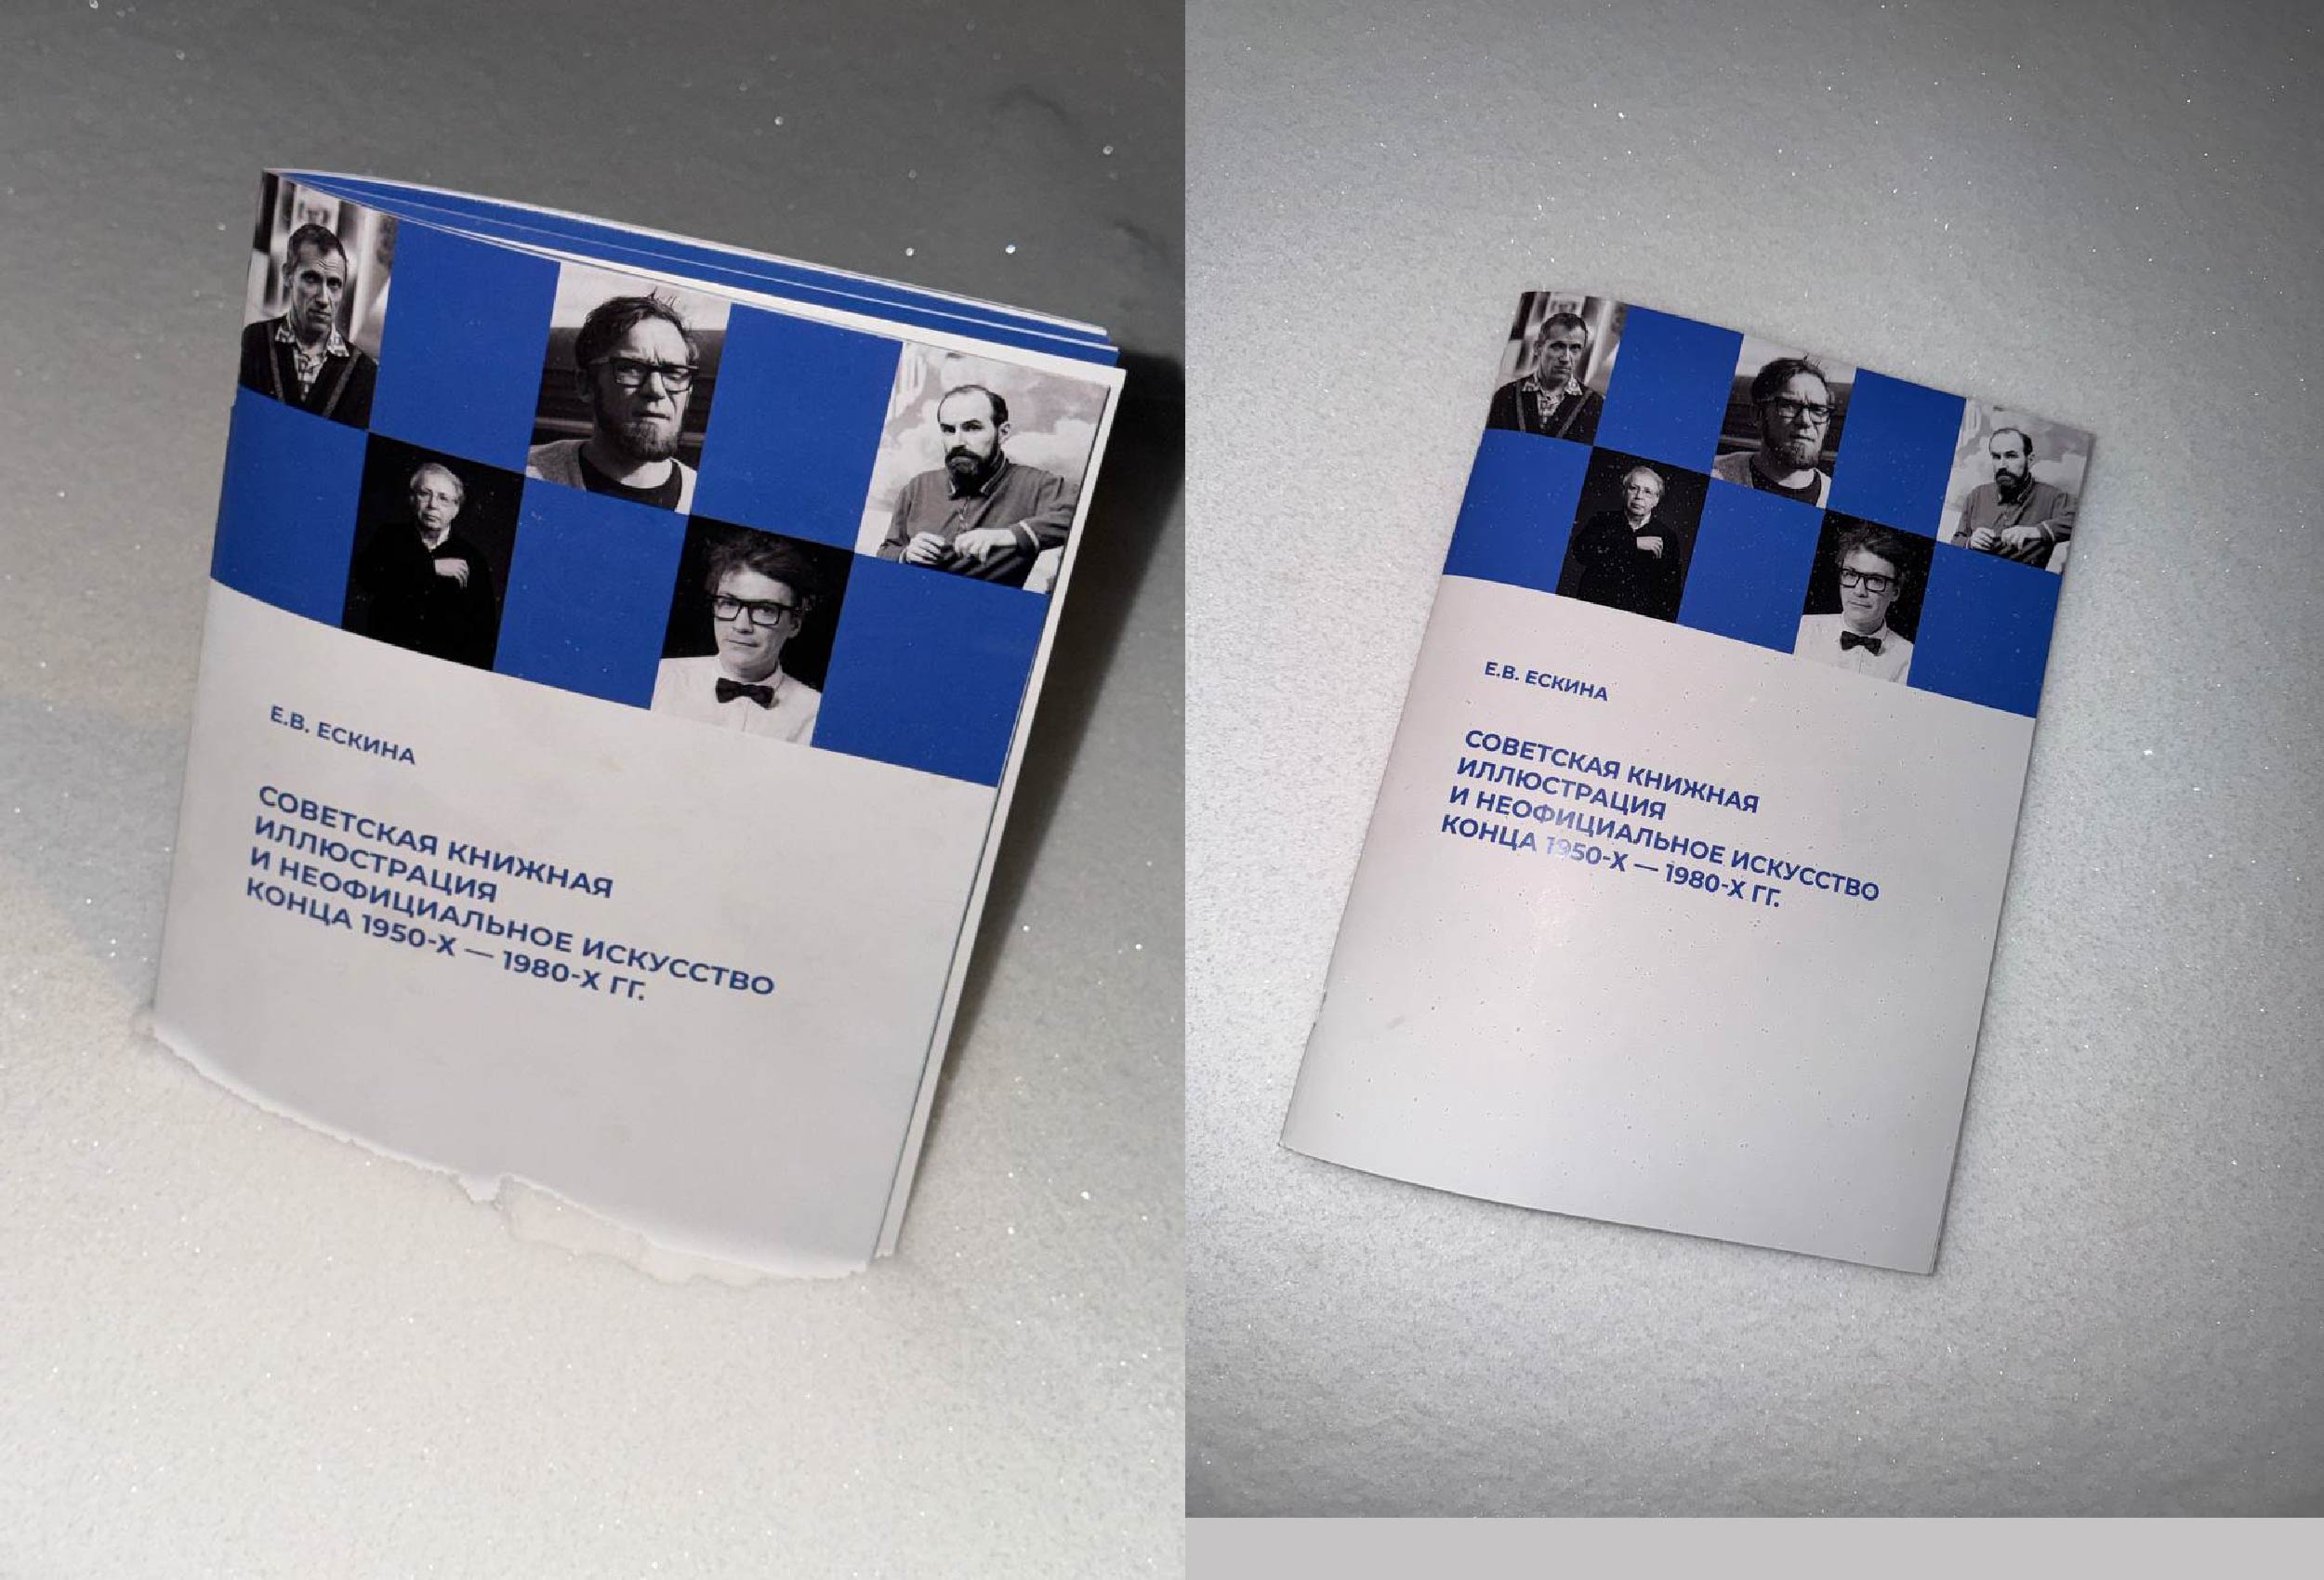 Е.В. ЕСКИНА
СОВЕТСКАЯ КНИЖНАЯ
ИЛЛЮСТРАЦИЯ
И НЕОФИЦИАЛЬНОЕ ИСКУССТВО
КОНЦА 1950-Х — 1980-Х ГГ.
Е.В. ЕСКИНА
СОВЕТСКАЯ КНИЖНАЯ
ИЛЛЮСТРАЦИЯ
И НЕОФИЦИАЛЬНОЕ ИСКУССТВО
КОНЦА 1950-Х — 1980-Х ГГ.